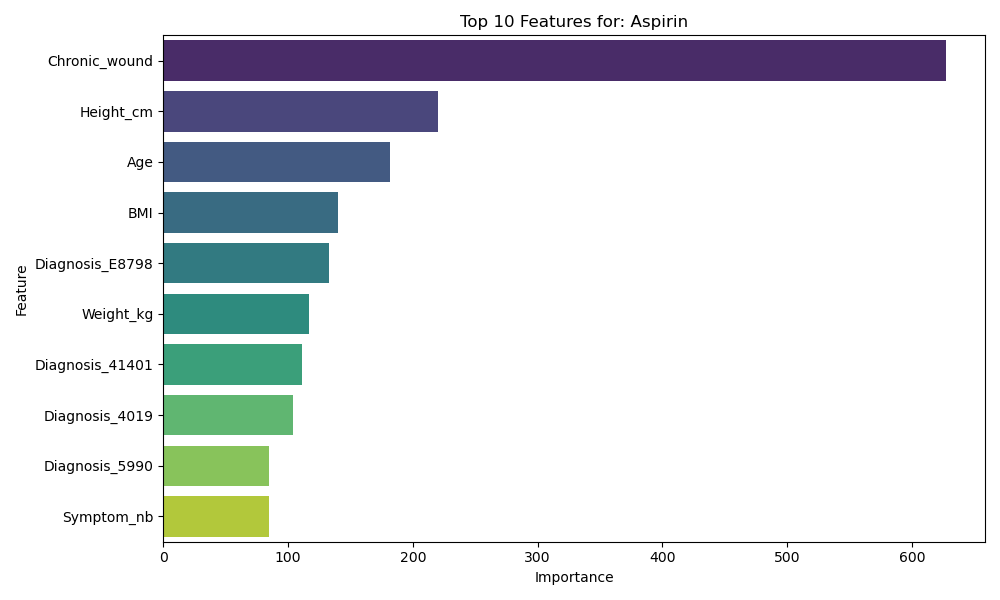 Top 10 Features for: Aspirin
Chronic_wound
Height_cm
Age
BMI
Diagnosis_E8798
Weight_kg
Diagnosis_41401
Diagnosis_4019
Diagnosis_5990
Symptom_nb
Feature
0 100 200 300 400 500 600
Importance